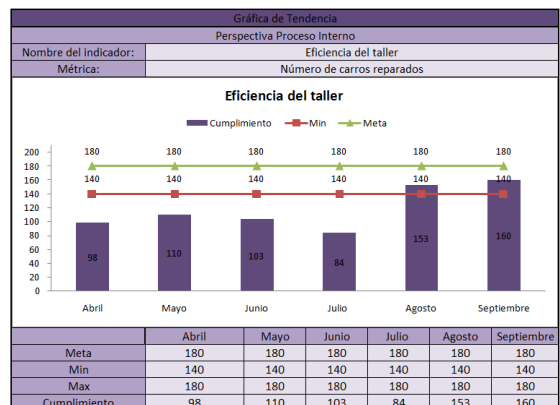 Gráfica de Tendencia
Perspectiva Proceso Interno
Nombre del indicador: Eficiencia del taller
Métrica: Número de carros reparados
Eficiencia del taller
Cumplimiento Min Meta
200
180
160
140
120
100
80
60
40
20
0
180 180 180 180 180 180
140 140 140 140 140 140
98 110 103 84 153 160
Abril Mayo Junio Julio Agosto Septiembre
Abril Mayo Junio Julio Agosto Septiembre
Meta 180 180 180 180 180 180
Min 140 140 140 140 140 140
Max 180 180 180 180 180 180
Cumplimiento 98 110 103 84 153 160